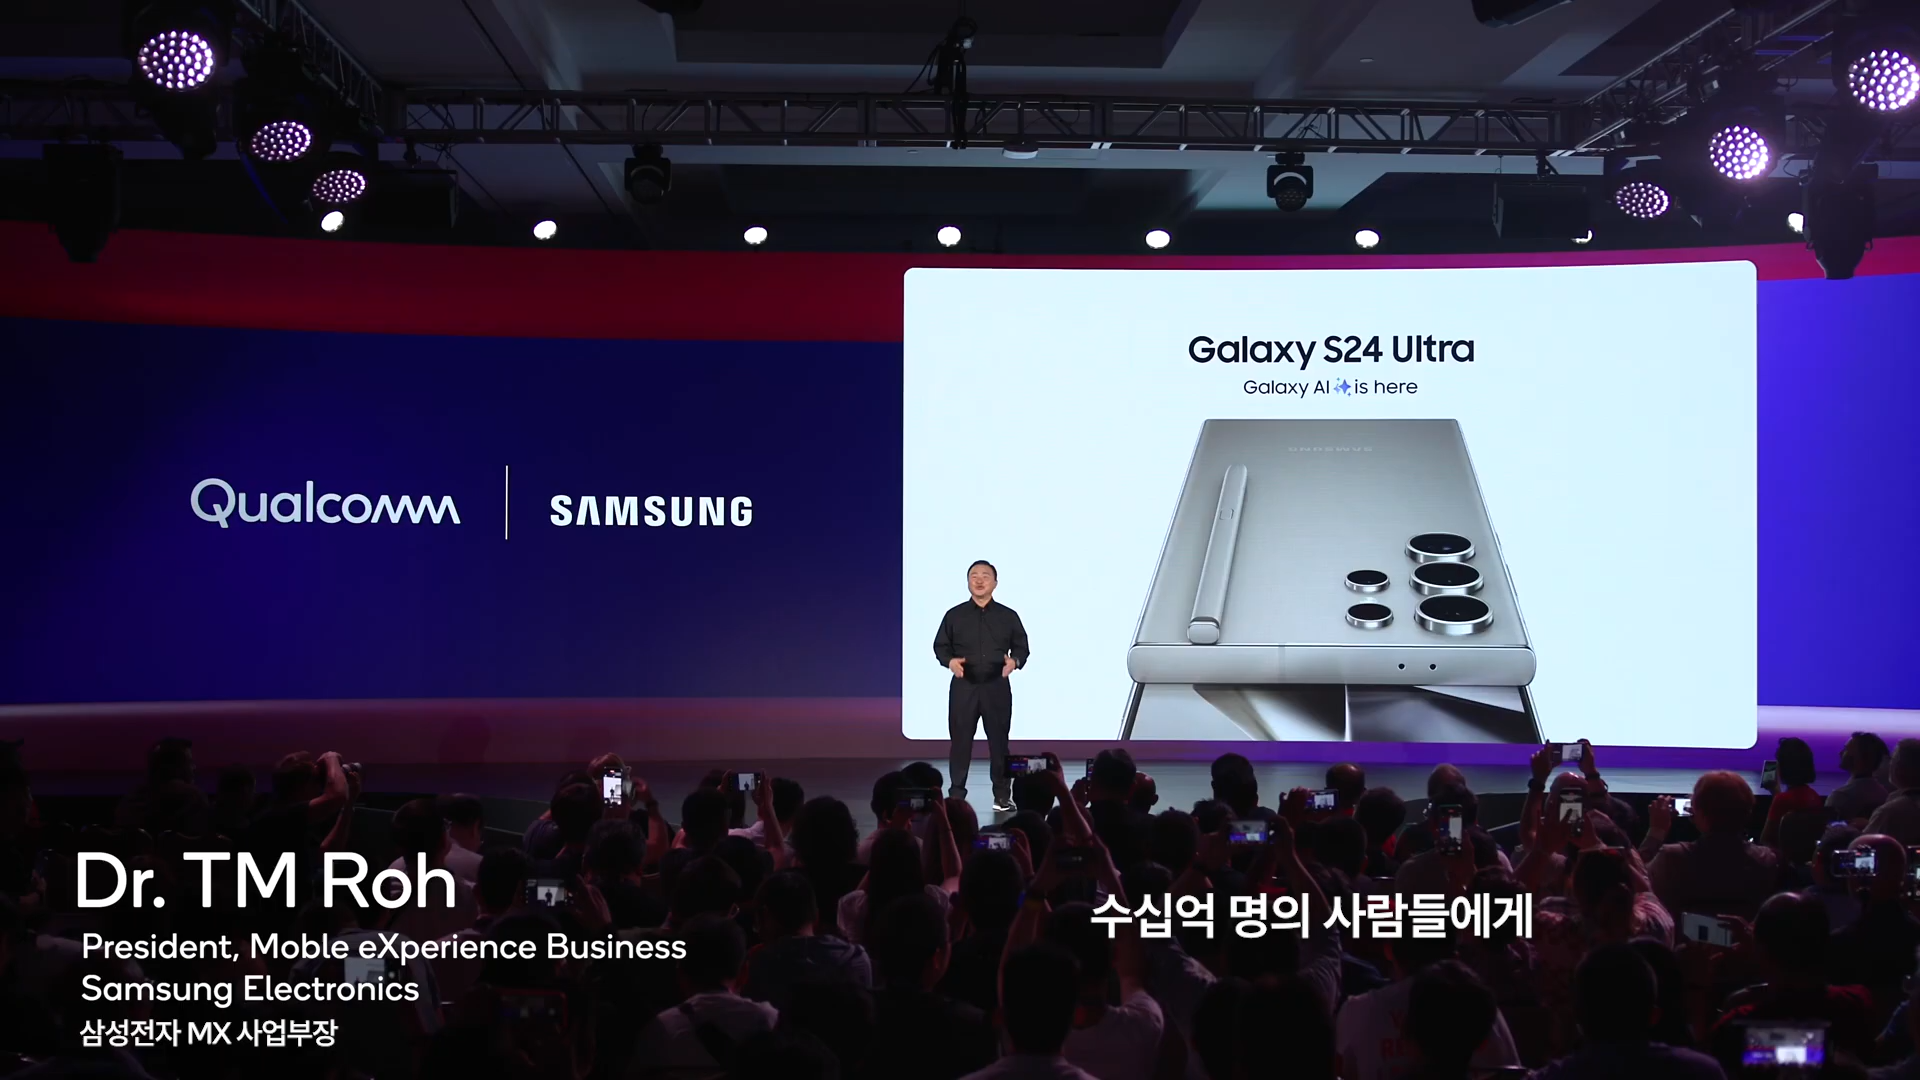 Galaxy S24 Ultra
Galaxy AI is here
SAMSUNG
Qualcomm | SAMSUNG
Dr. TM Roh
President, Moble eXperience Business
Samsung Electronics
삼성전자 MX 사업부장
수십억 명의 사람들에게